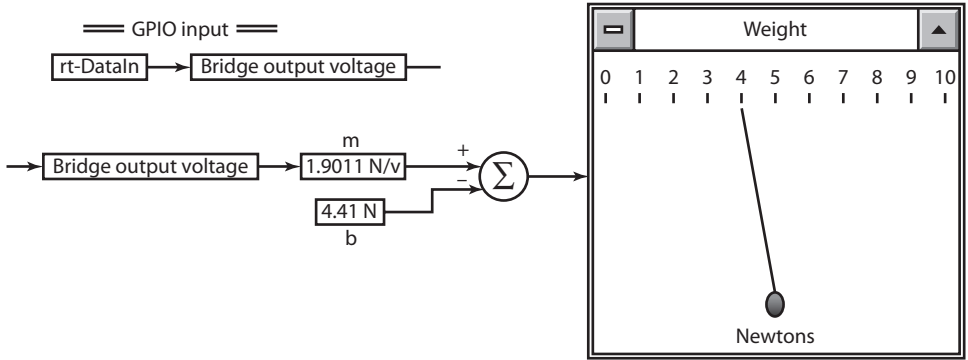 GPIO input
rt-DataIn Bridge output voltage
Weight
0 1 2 3 4 5 6 7 8 9 10
m
Bridge output voltage 1.9011 N/v + Σ
−
4.41 N
b
Newtons